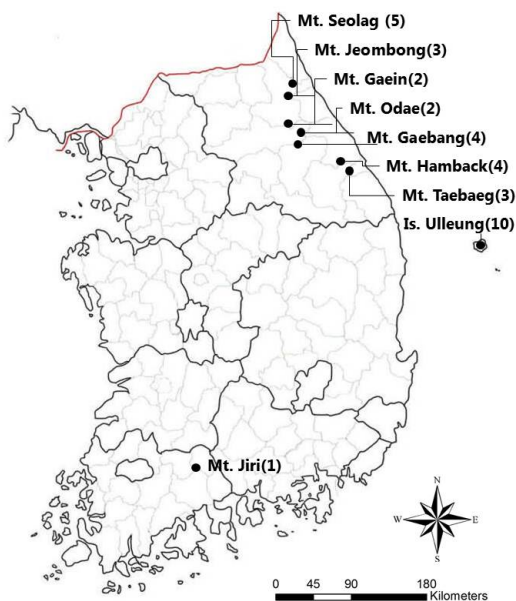 Mt. Seolag (5)
Mt. Jeombong(3)
Mt. Gaein(2)
Mt. Odae(2)
Mt. Gaebang(4)
Mt. Hamback(4)
Mt. Taebaeg(3)
Is. Ulleung(10)
Mt. Jiri(1)
N
W E
S
0 45 90 180
Kilometers